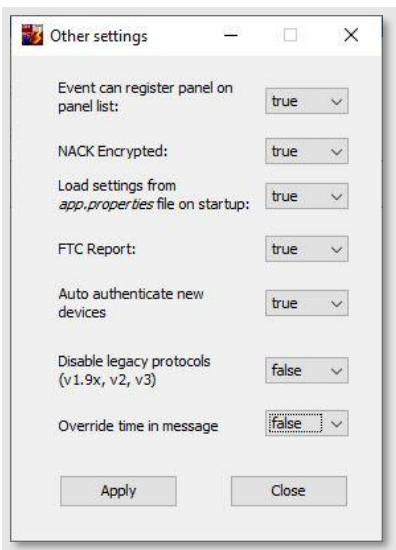 Other settings
Event can register panel on
panel list:
true
NACK Encrypted:
true
Load settings from
app.properties file on startup:
true
FTC Report:
true
Auto authenticate new
devices
true
Disable legacy protocols
(v1.9x, v2, v3)
false
Override time in message
false
Apply
Close